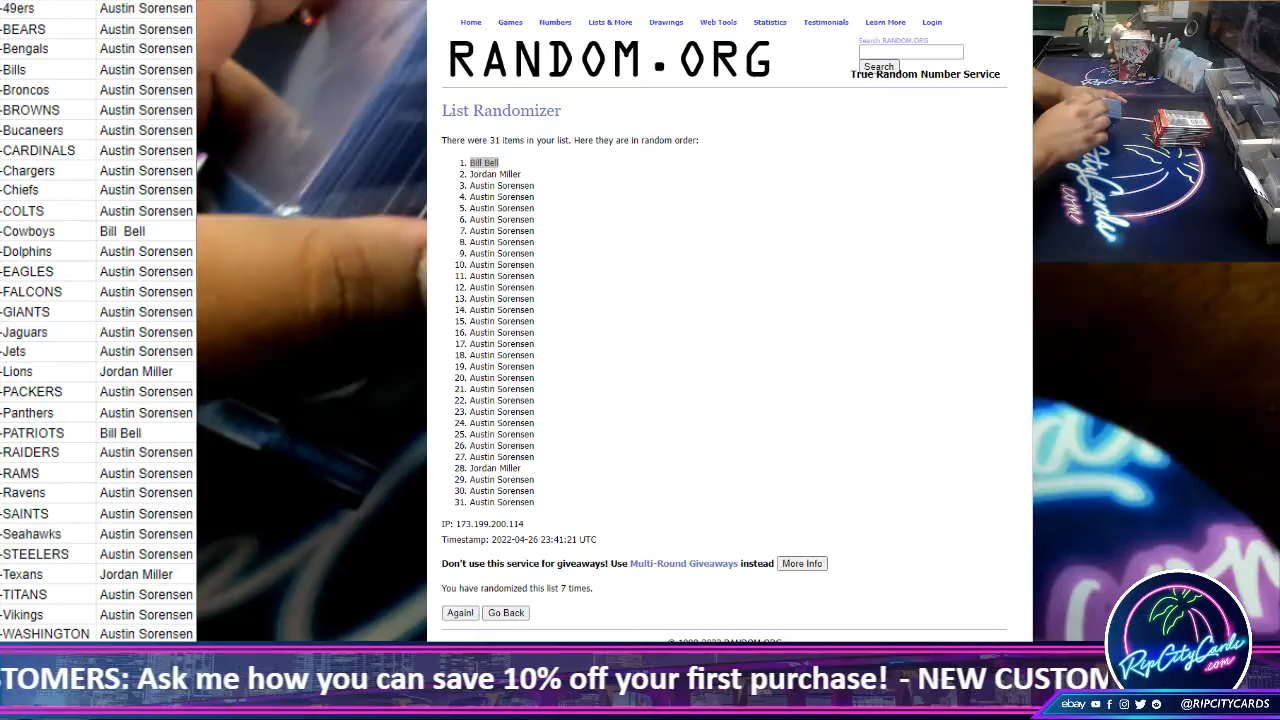 -49ers Austin Sorensen
-BEARS Austin Sorensen
-Bengals Austin Sorensen
-Bills Austin Sorensen
-Broncos Austin Sorensen
-BROWNS Austin Sorensen
-Bucaneers Austin Sorensen
-CARDINALS Austin Sorensen
-Chargers Austin Sorensen
-Chiefs Austin Sorensen
-COLTS Austin Sorensen
-Cowboys Bill Bell
-Dolphins Austin Sorensen
-EAGLES Austin Sorensen
-FALCONS Austin Sorensen
-GIANTS Austin Sorensen
-Jaguars Austin Sorensen
-Jets Austin Sorensen
-Lions Jordan Miller
-PACKERS Austin Sorensen
-Panthers Austin Sorensen
-PATRIOTS Bill Bell
-RAIDERS Austin Sorensen
-RAMS Austin Sorensen
-Ravens Austin Sorensen
-SAINTS Austin Sorensen
-Seahawks Austin Sorensen
-STEELERS Austin Sorensen
-Texans Jordan Miller
-TITANS Austin Sorensen
-Vikings Austin Sorensen
-WASHINGTON Austin Sorensen
Home Games Numbers Lists & More Drawings Web Tools Statistics Testimonials Learn More Login
RANDOM.ORG
Search RANDOM.ORG
Search
True Random Number Service
List Randomizer
There were 31 items in your list. Here they are in random order:
1. Bill Bell
2. Jordan Miller
3. Austin Sorensen
4. Austin Sorensen
5. Austin Sorensen
6. Austin Sorensen
7. Austin Sorensen
8. Austin Sorensen
9. Austin Sorensen
10. Austin Sorensen
11. Austin Sorensen
12. Austin Sorensen
13. Austin Sorensen
14. Austin Sorensen
15. Austin Sorensen
16. Austin Sorensen
17. Austin Sorensen
18. Austin Sorensen
19. Austin Sorensen
20. Austin Sorensen
21. Austin Sorensen
22. Austin Sorensen
23. Austin Sorensen
24. Austin Sorensen
25. Austin Sorensen
26. Austin Sorensen
27. Austin Sorensen
28. Jordan Miller
29. Austin Sorensen
30. Austin Sorensen
31. Austin Sorensen
IP: 173.199.200.114
Timestamp: 2022-04-26 23:41:21 UTC
Don't use this service for giveaways! Use Multi-Round Giveaways instead More Info
You have randomized this list 7 times.
Again! Go Back
RipCityCards
.com
STOMERS: Ask me how you can save 10% off your first purchase! - NEW CUSTOM
ebay @RIPCITYCARDS